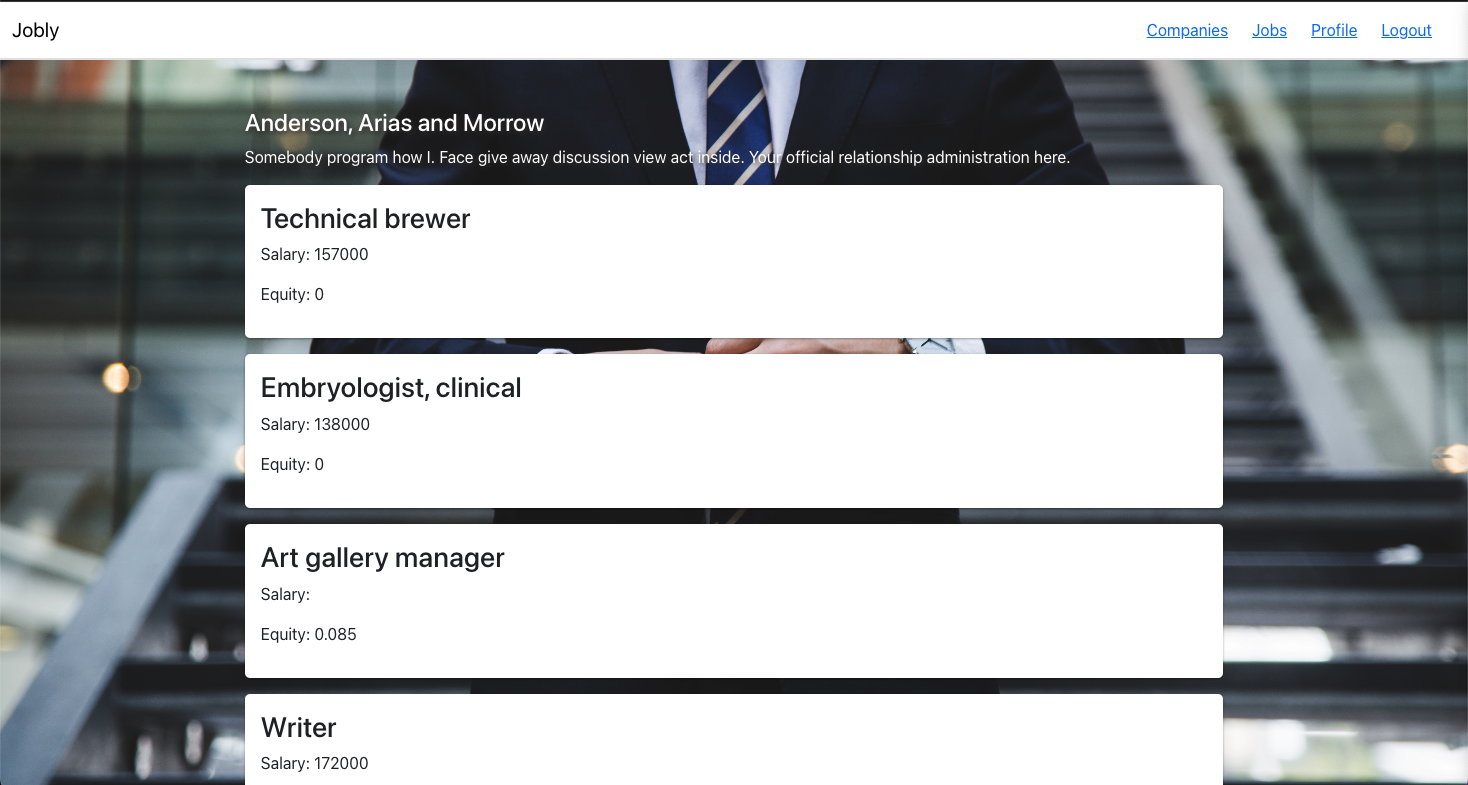 Jobly
Companies Jobs Profile Logout
Anderson, Arias and Morrow
Somebody program how I. Face give away discussion view act inside. Your official relationship administration here.
Technical brewer
Salary: 157000
Equity: 0
Embryologist, clinical
Salary: 138000
Equity: 0
Art gallery manager
Salary:
Equity: 0.085
Writer
Salary: 172000